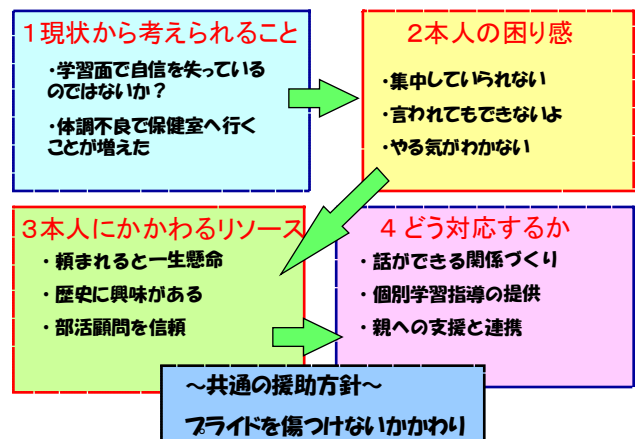 1現状から考えられること
・学習面で自信を失っている
のではないか？
・体調不良で保健室へ行く
ことが増えた
2本人の困り感
・集中していられない
・言われてもできないよ
・やる気がわかない
3本人にかかわるリソース
・頼まれると一生懸命
・歴史に興味がある
・部活顧問を信頼
4どう対応するか
・話ができる関係づくり
・個別学習指導の提供
・親への支援と連携
～共通の援助方針～
プライドを傷つけないかかわり